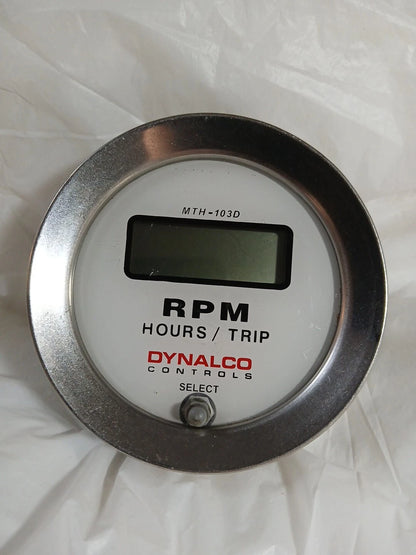 MTH-103D
RPM
HOURS / TRIP
DYNALCO
CONTROLS
SELECT